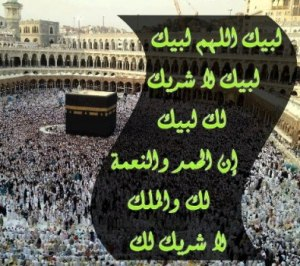 لبيك اللهم لبيك
لبيك لا شريك
لك لبيك
إن الحمد والنعمة
لك والملك
لا شريك لك